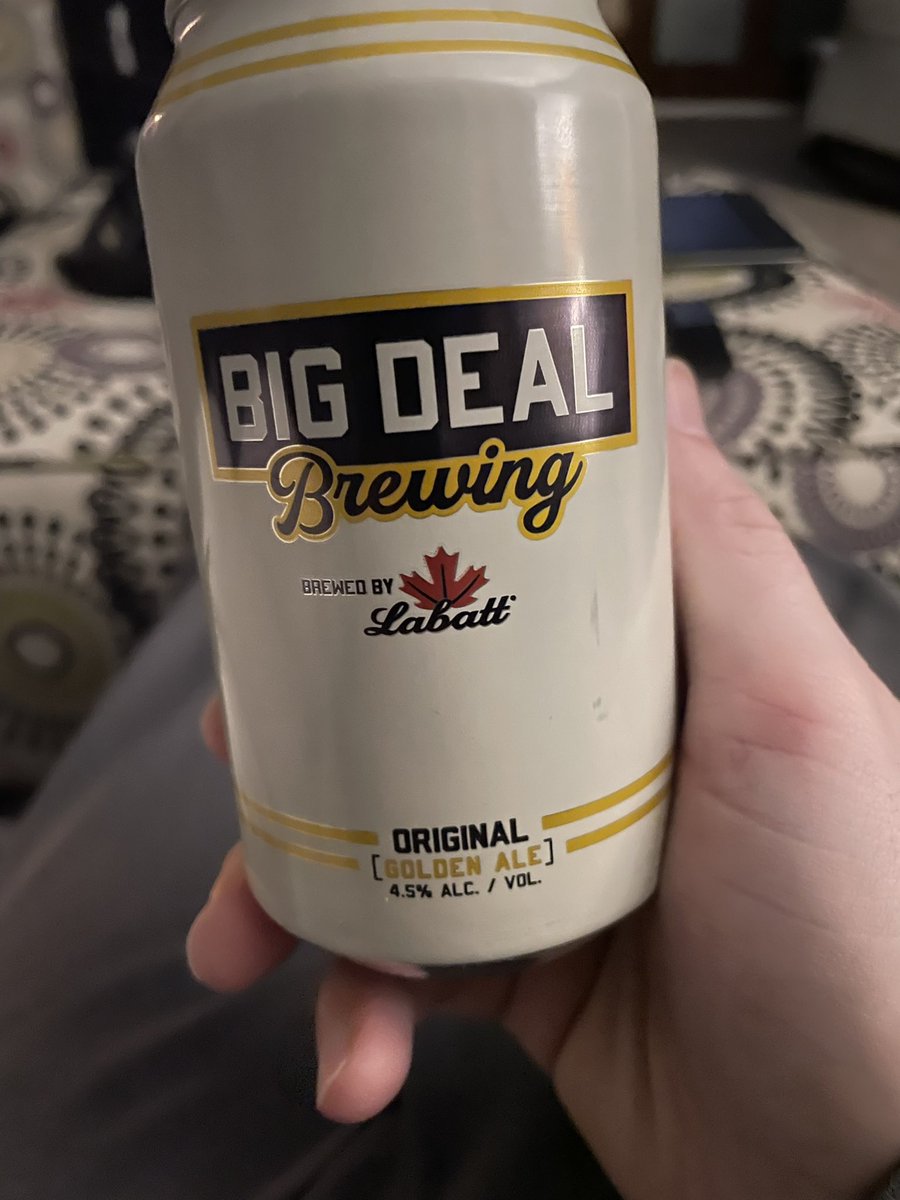 BIG DEAL
Brewing
BREWED BY Labatt
ORIGINAL
[GOLDEN ALE]
4.5% ALC. / VOL.